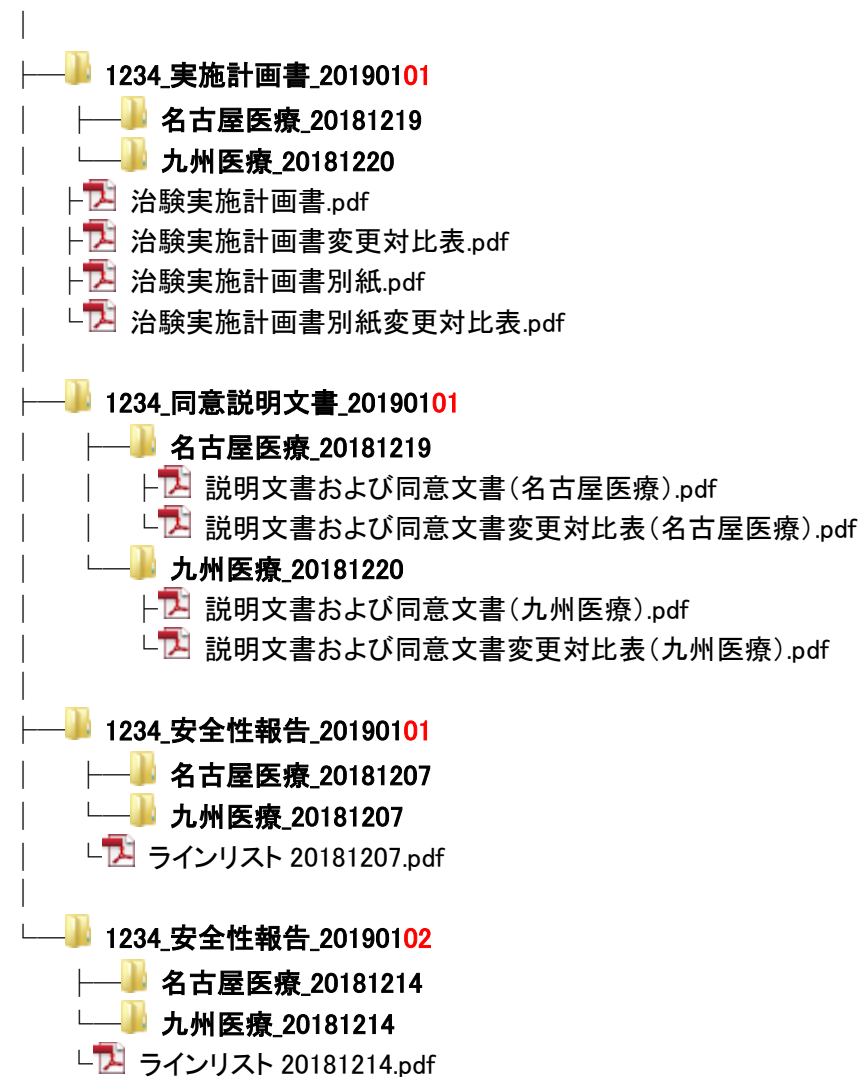 1234_実施計画書_20190101
名古屋医療_20181219
九州医療_20181220
治験実施計画書.pdf
治験実施計画書変更対比表.pdf
治験実施計画書別紙.pdf
治験実施計画書別紙変更対比表.pdf
1234_同意説明文書_20190101
名古屋医療_20181219
説明文書および同意文書(名古屋医療).pdf
説明文書および同意文書変更対比表(名古屋医療).pdf
九州医療_20181220
説明文書および同意文書(九州医療).pdf
説明文書および同意文書変更対比表(九州医療).pdf
1234_安全性報告_20190101
名古屋医療_20181207
九州医療_20181207
ラインリスト 20181207.pdf
1234_安全性報告_20190102
名古屋医療_20181214
九州医療_20181214
ラインリスト 20181214.pdf